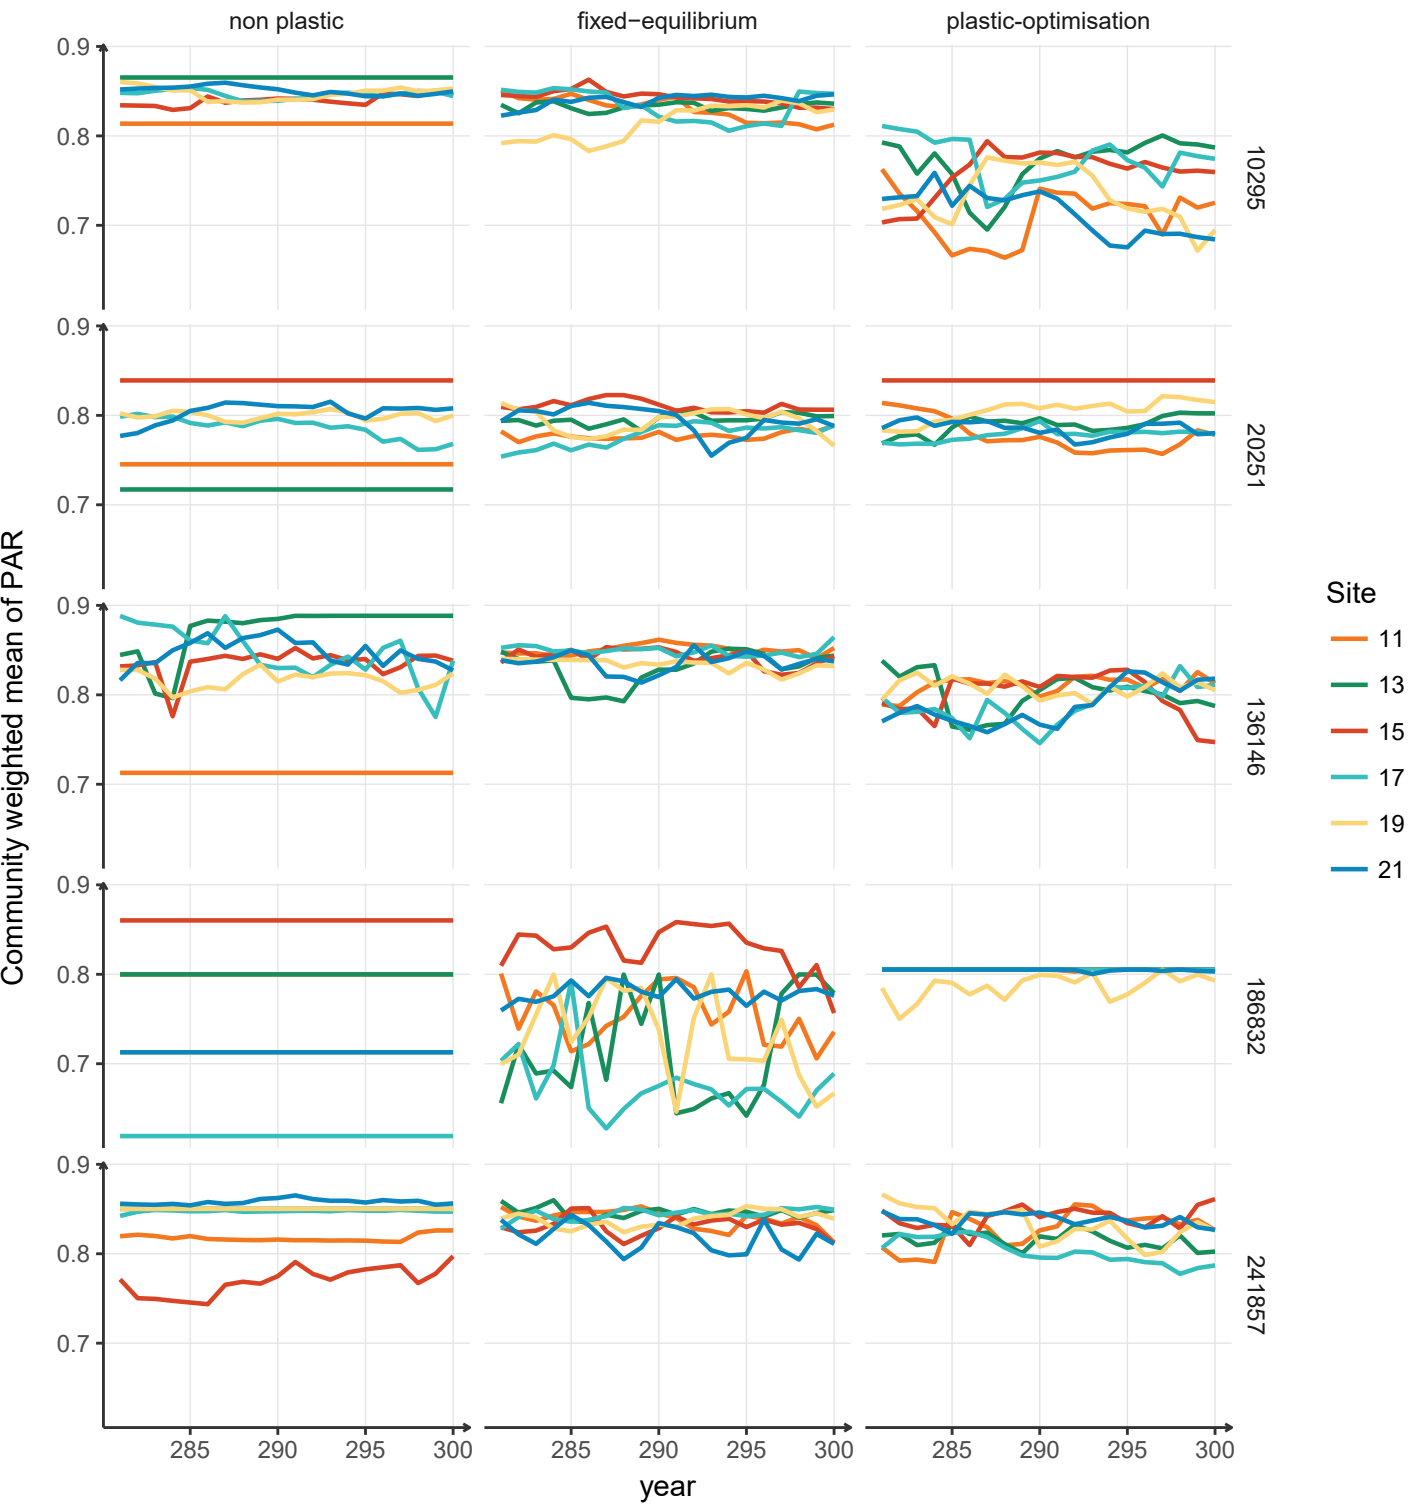 non plastic
fixed−equilibrium
plastic-optimisation
0.9
0.8
0.7
10295
0.9
0.8
0.7
20251
0.9
0.8
0.7
136146
0.9
0.8
0.7
186832
0.9
0.8
0.7
241857
285 290 295 300
285 290 295 300
285 290 295 300
year
Community weighted mean of PAR
Site
11
13
15
17
19
21